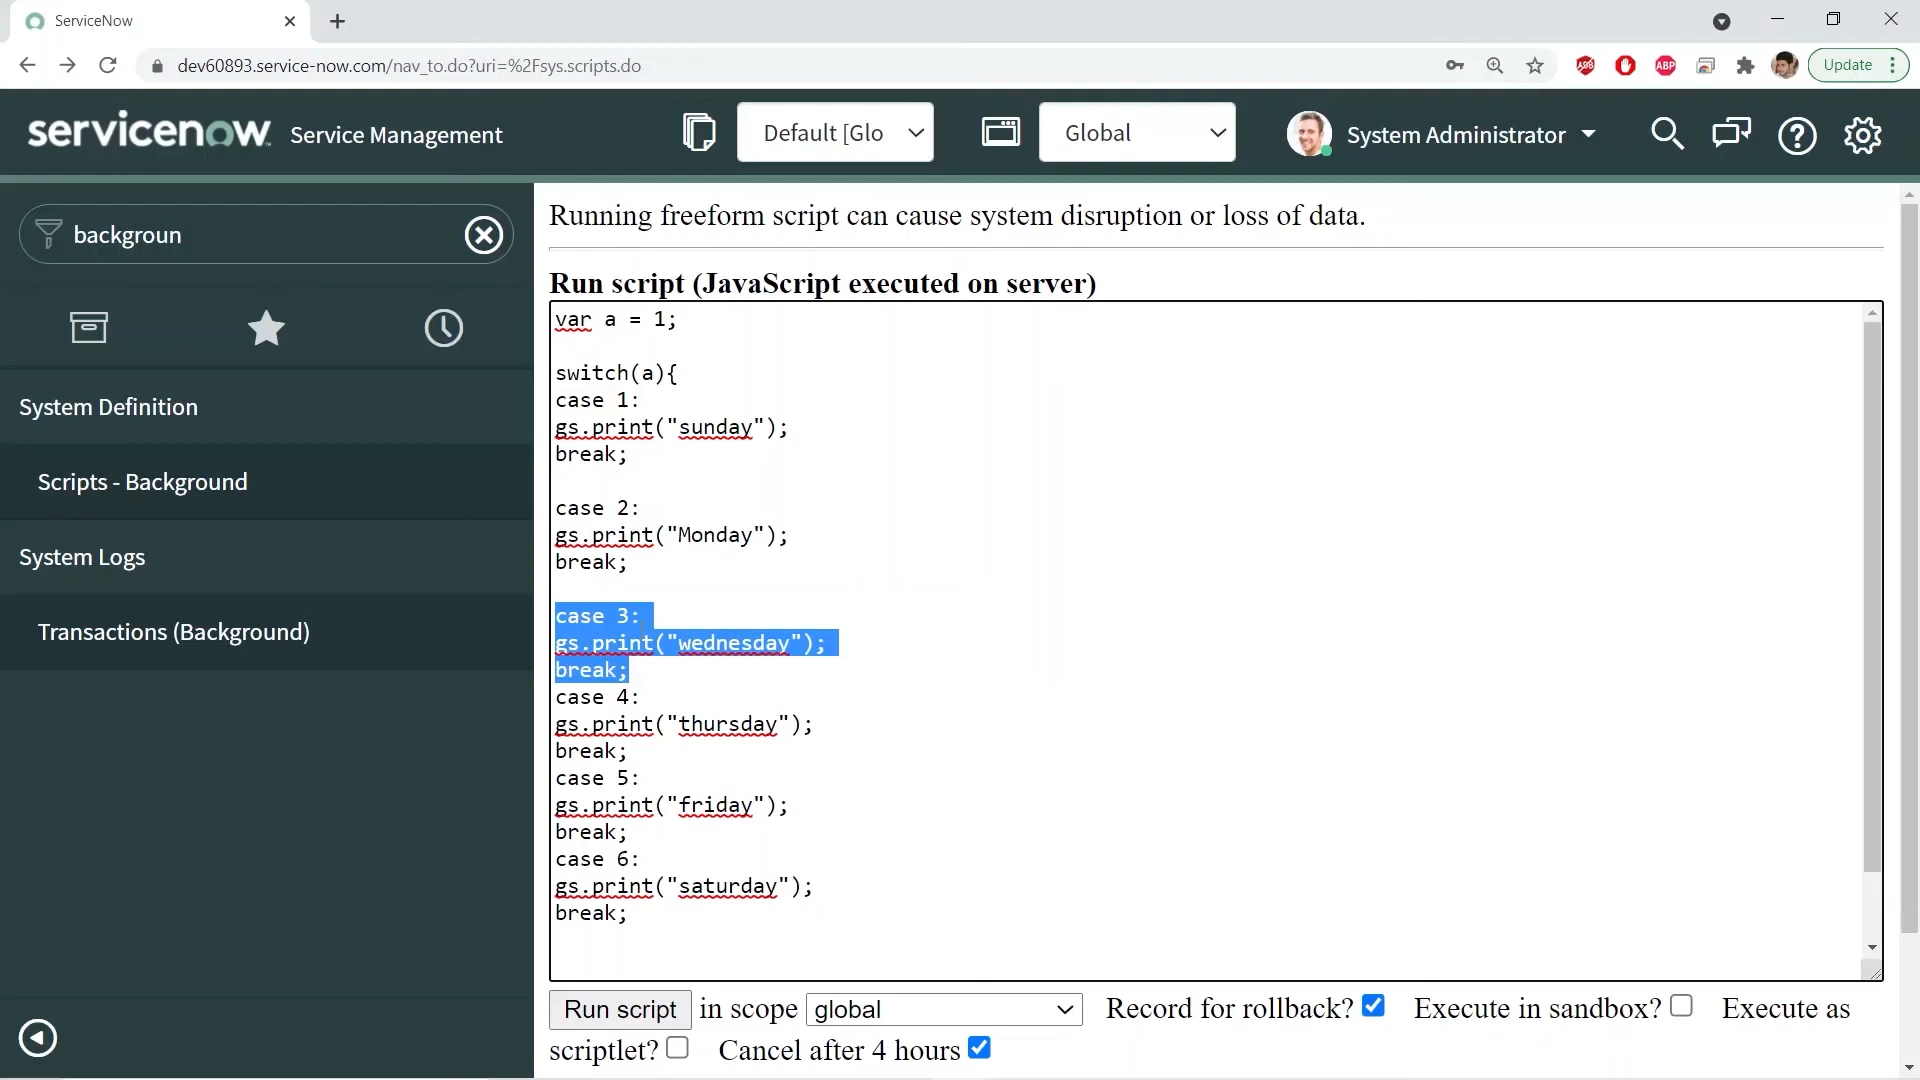 ServiceNow
dev60893.service-now.com/nav_to.do?uri=%2Fsys.scripts.do
ABP
Update
servicenow Service Management
Default [Glo
Global
System Administrator
backgroun
System Definition
Scripts - Background
System Logs
Transactions (Background)
Running freeform script can cause system disruption or loss of data.
Run script (JavaScript executed on server)
var a = 1;
switch(a){
case 1:
gs.print("sunday");
break;
case 2:
gs.print("Monday");
break;
case 3:
gs.print("wednesday");
break;
case 4:
gs.print("thursday");
break;
case 5:
gs.print("friday");
break;
case 6:
gs.print("saturday");
break;
Run script in scope global Record for rollback? Execute in sandbox? Execute as
scriptlet? Cancel after 4 hours